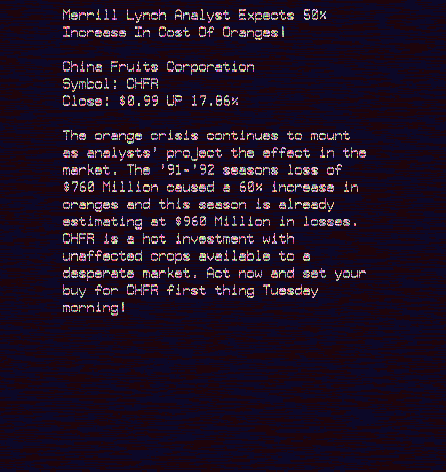 Merrill Lynch Analyst Expects 50%
Increase In Cost Of Oranges!
China Fruits Corporation
Symbol: CHFR
Close: $0.99 UP 17.86%
The orange crisis continues to mount
as analysts' project the effect in the
market. The '91-'92 seasons loss of
$760 Million caused a 60% increase in
oranges and this season is already
estimating at $960 Million in losses.
CHFR is a hot investment with
unaffected crops available to a
desperate market. Act now and set your
buy for CHFR first thing Tuesday
morning!